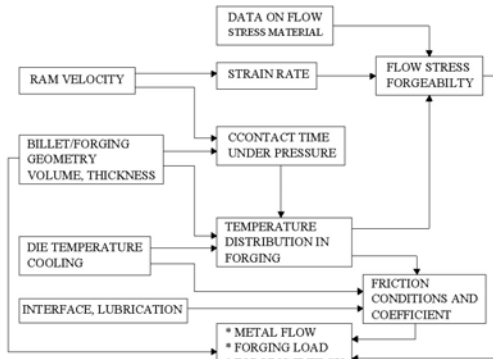 DATA ON FLOW
STRESS MATERIAL
FLOW STRESS
FORGEABILTY
RAM VELOCITY
STRAIN RATE
BILLET/FORGING
GEOMETRY
VOLUME, THICKNESS
CCONTACT TIME
UNDER PRESSURE
TEMPERATURE
DISTRIBUTION IN
FORGING
DIE TEMPERATURE
COOLING
FRICTION
CONDITIONS AND
COEFFICIENT
INTERFACE, LUBRICATION
* METAL FLOW
* FORGING LOAD